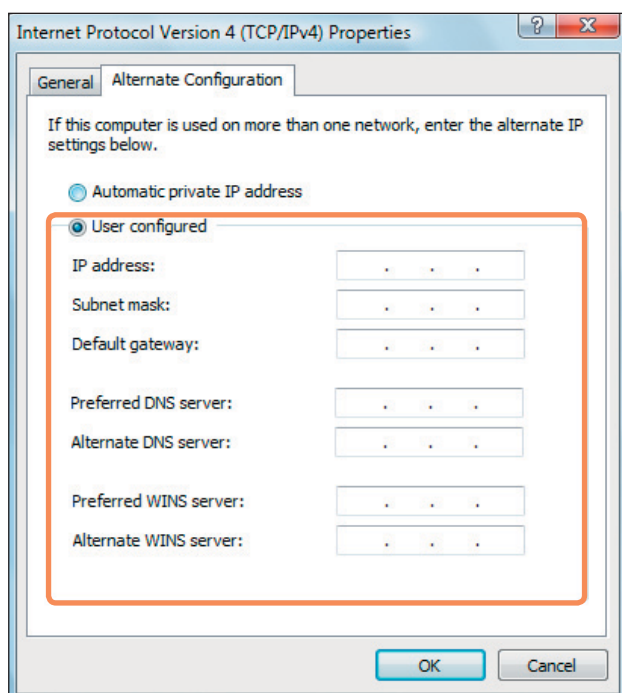 Internet Protocol Version 4 (TCP/IPv4) Properties
?
X
General
Alternate Configuration
If this computer is used on more than one network, enter the alternate IP
settings below.
Automatic private IP address
User configured
IP address:
. . .
Subnet mask:
. . .
Default gateway:
. . .
Preferred DNS server:
. . .
Alternate DNS server:
. . .
Preferred WINS server:
. . .
Alternate WINS server:
. . .
OK
Cancel